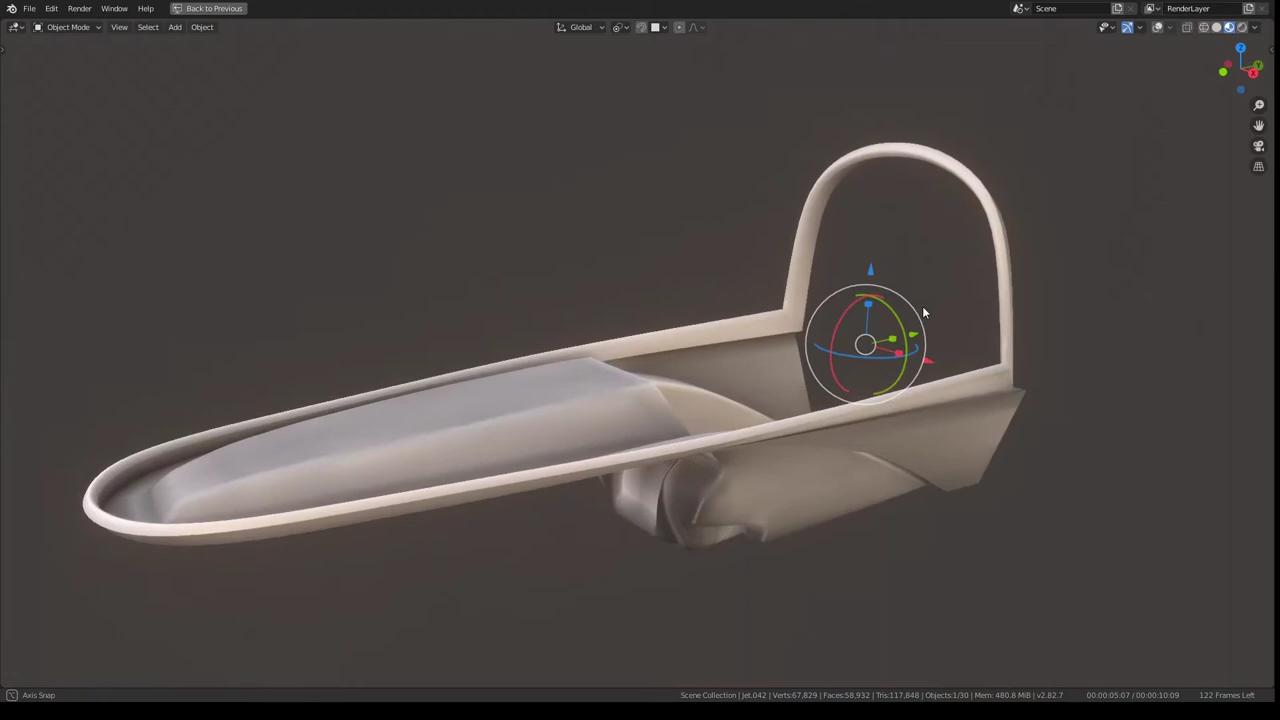 File Edit Render Window Help Back to Previous Scene RenderLayer
Object Mode View Select Add Object Global
Z
Y
X
Axis Snap Scene Collection | Jet.042 | Verts:67,829 | Faces:58,932 | Tris:117,848 | Objects:1/30 | Mem: 480.8 MiB | v2.82.7 00:00:05:07 / 00:00:10:09 122 Frames Left